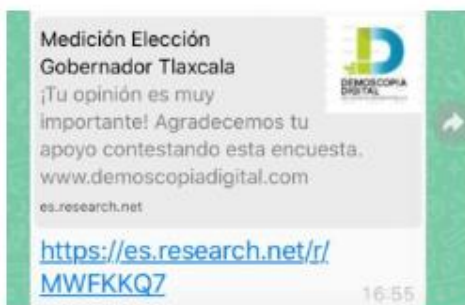 Medición Elección
Gobernador Tlaxcala
¡Tu opinión es muy
importante! Agradecemos tu
apoyo contestando esta encuesta.
www.demoscopiadigital.com
es.research.net
DEMOSCOPIA
DIGITAL
https://es.research.net/r/
MWFKKQ7
16:55